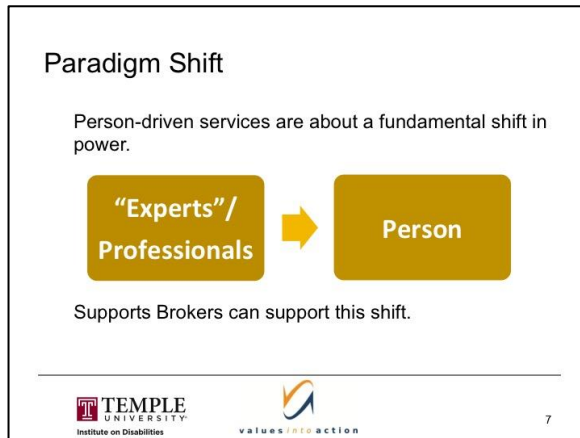 Paradigm Shift
Person-driven services are about a fundamental shift in
power.
“Experts”/
Professionals
Person
Supports Brokers can support this shift.
TEMPLE
UNIVERSITY®
Institute on Disabilities
values into action
7